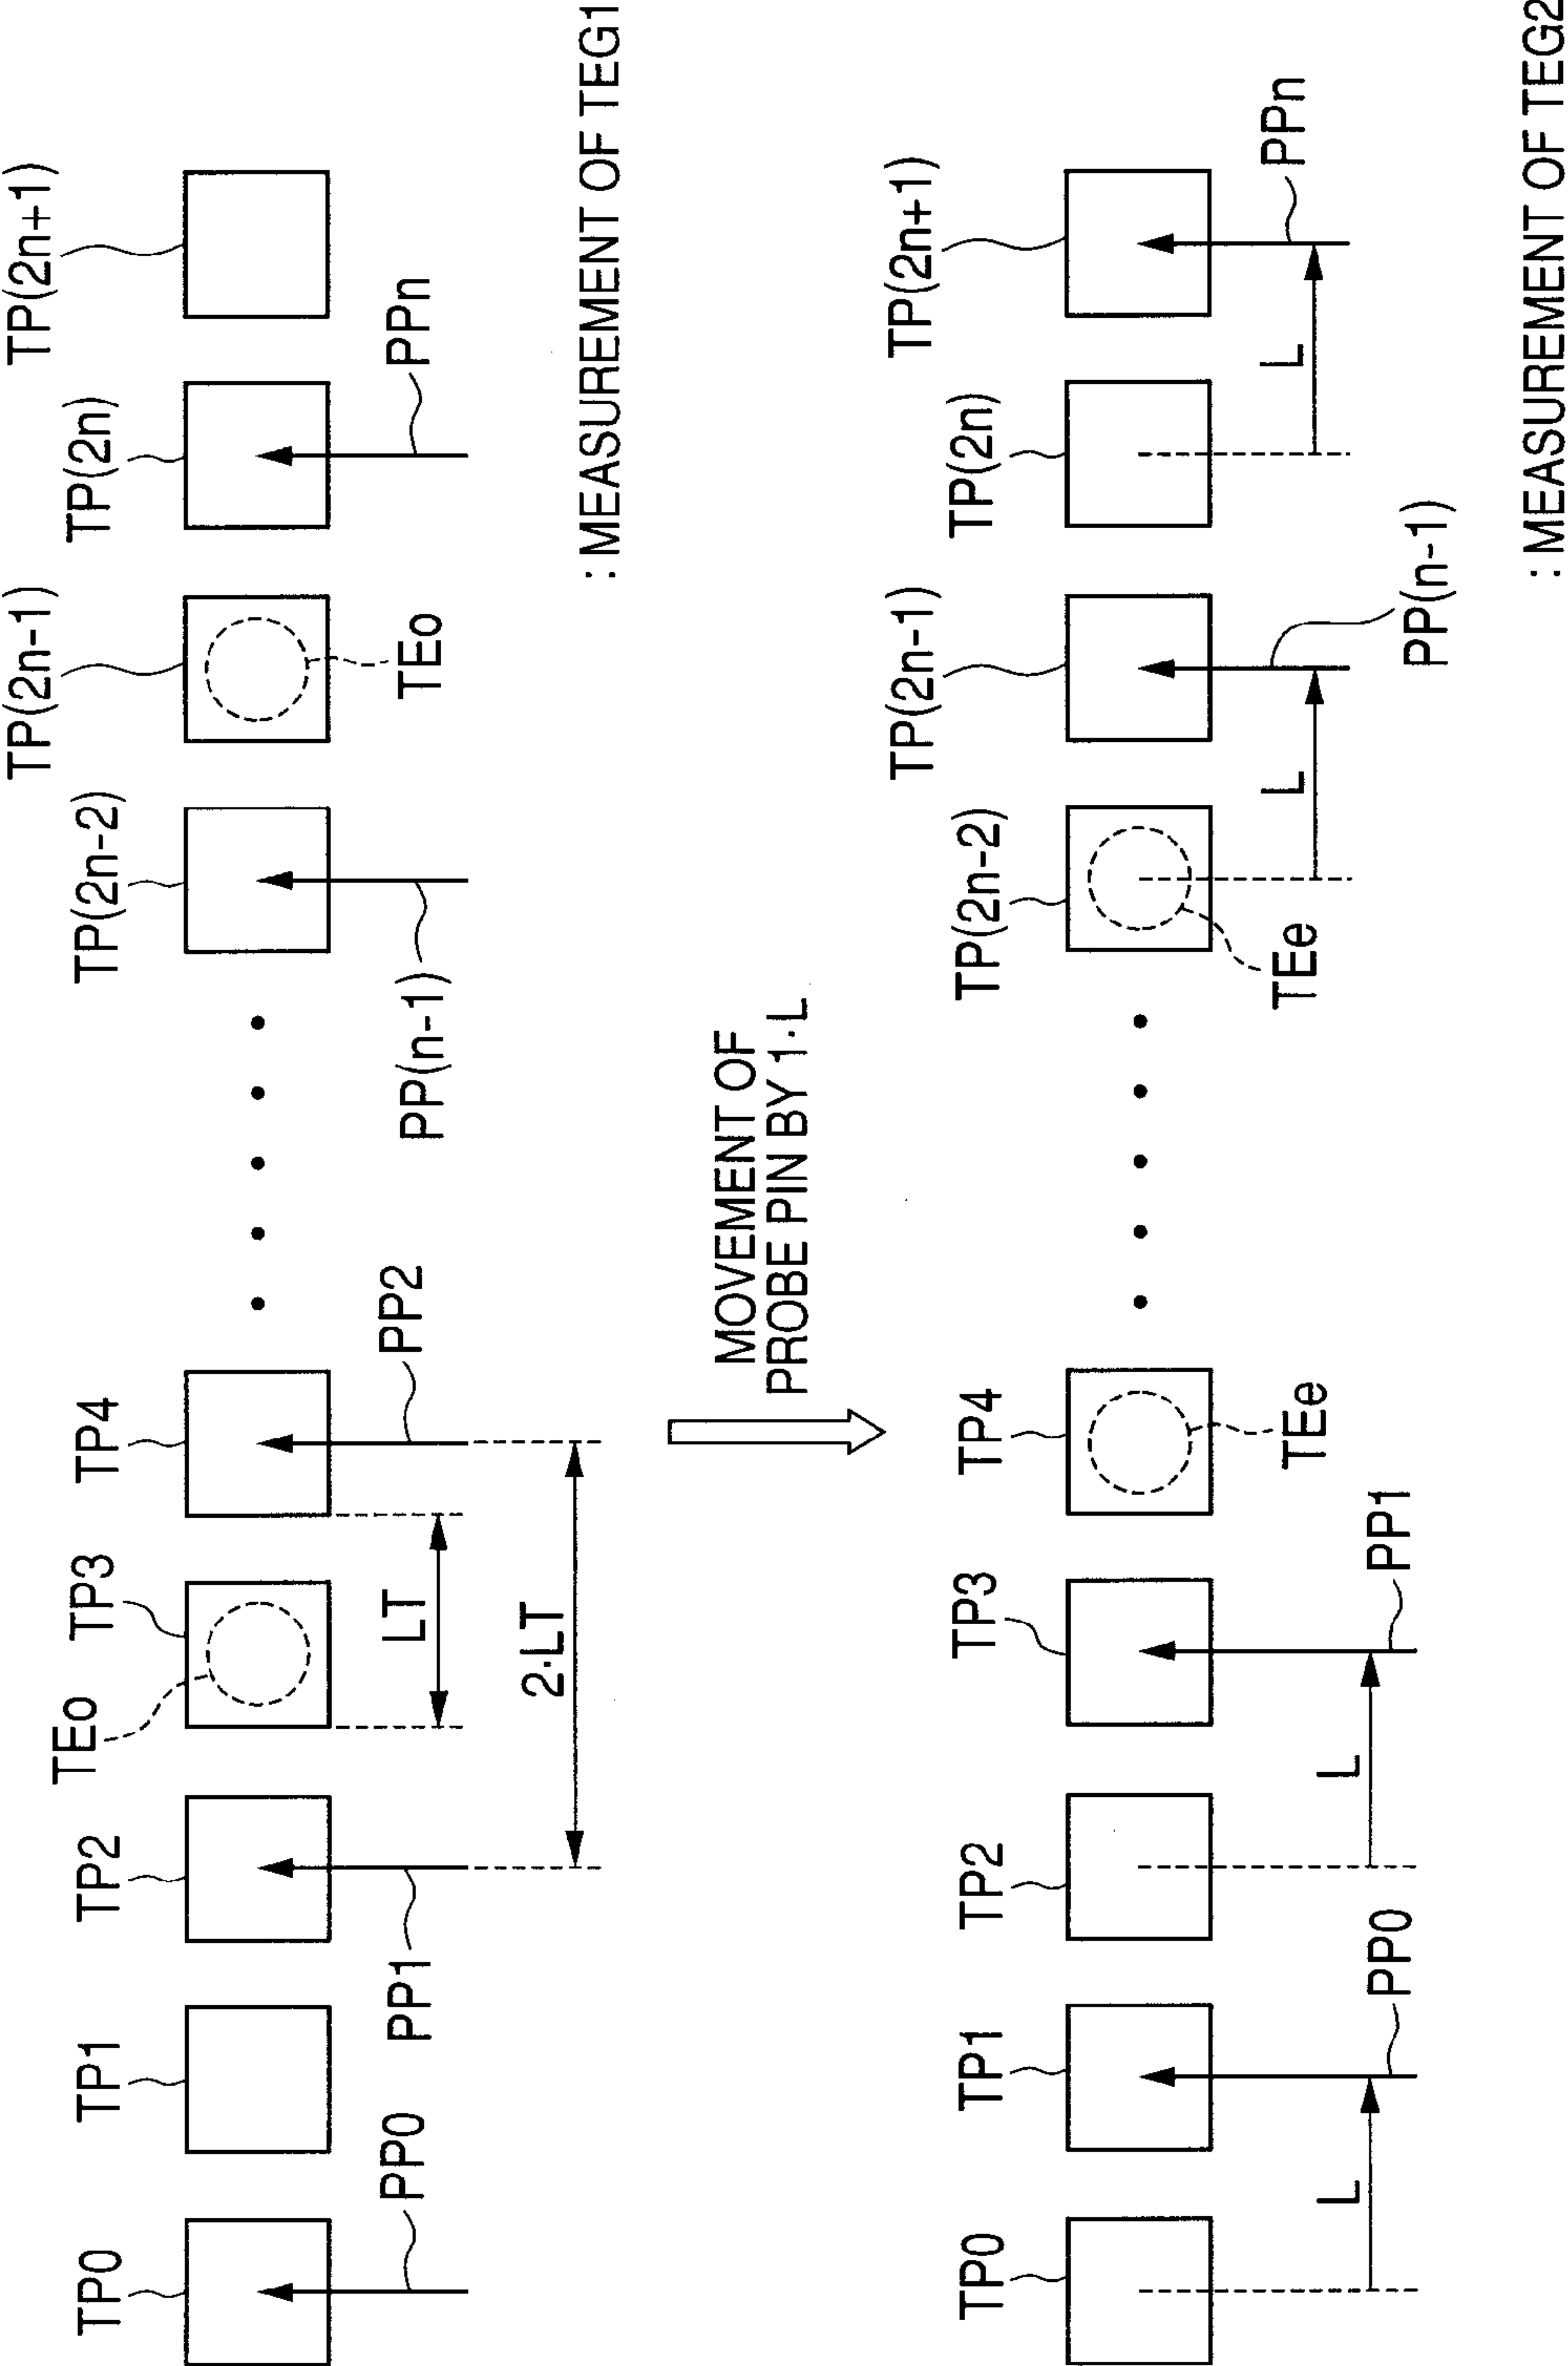 TP0
TP1
TP2
TEo
TP3
TP4
TP(2n-2)
TP(2n-1)
TP(2n)
TP(2n+1)
PP0
PP1
LT
PP2
PP(n-1)
TEo
PPn
2·LT
: MEASUREMENT OF TEG1
MOVEMENT OF
PROBE PIN BY 1·L
TP0
TP1
TP2
TP3
TP4
TP(2n-2)
TP(2n-1)
TP(2n)
TP(2n+1)
TEe
TEe
L
L
PPn
L
PP0
L
PP1
PP(n-1)
: MEASUREMENT OF TEG2